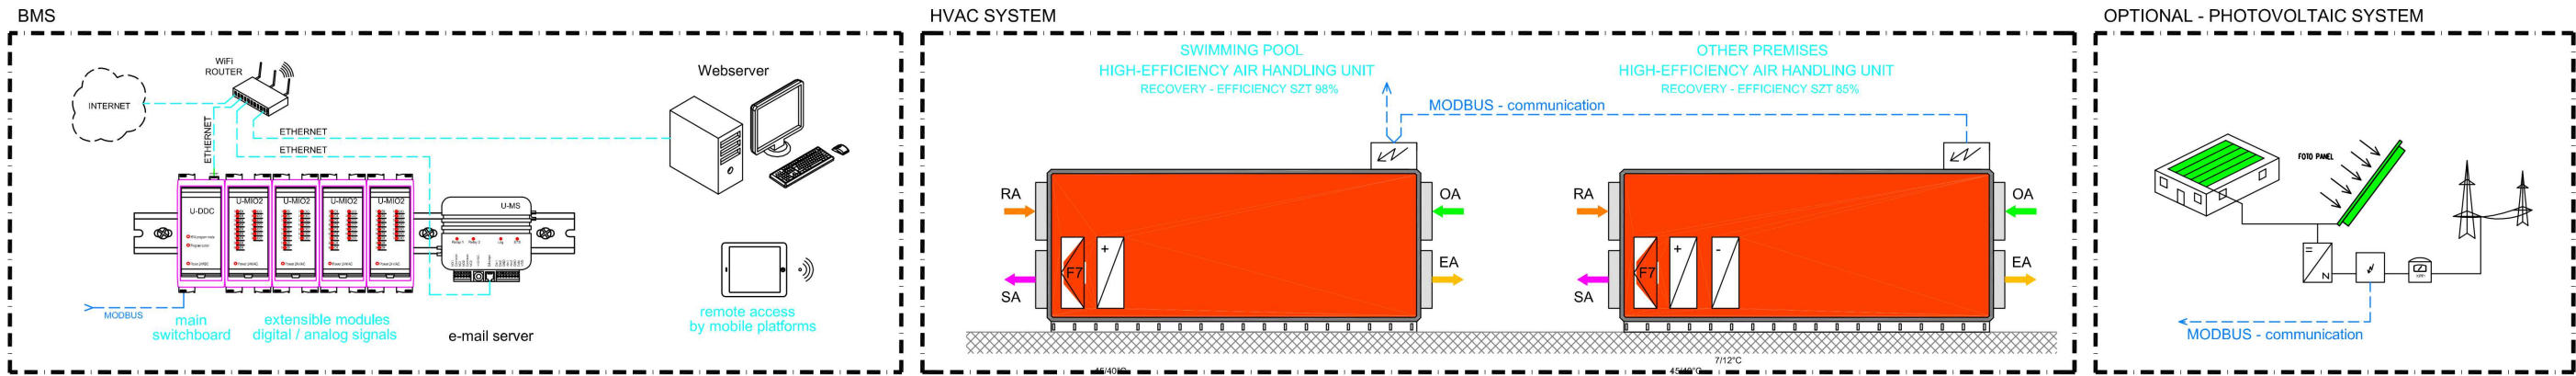 BMS
WiFi
ROUTER
INTERNET
ETHERNET
ETHERNET
ETHERNET
Webserver
U-DDC
U-MIO2
U-MIO2
U-MIO2
U-MIO2
U-MS
MODBUS
main
switchboard
extensible modules
digital / analog signals
e-mail server
remote access
by mobile platforms
HVAC SYSTEM
SWIMMING POOL
HIGH-EFFICIENCY AIR HANDLING UNIT
RECOVERY - EFFICIENCY SZT 98%
MODBUS - communication
OTHER PREMISES
HIGH-EFFICIENCY AIR HANDLING UNIT
RECOVERY - EFFICIENCY SZT 85%
RA
OA
SA
EA
F7
+
RA
OA
SA
EA
F7
+
-
7/12°C
OPTIONAL - PHOTOVOLTAIC SYSTEM
FOTO PANEL
MODBUS - communication